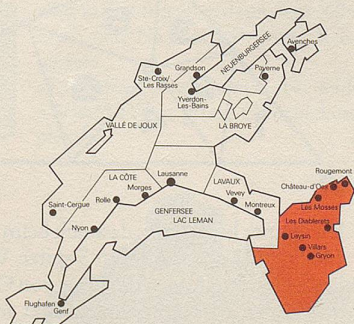 NEUENBURGERSEE
Avenches
Grandson
Ste-Croix/
Les Rasses
Payerne
Yverdon-
Les-Bains
VALLÉ DE JOUX
LA BROYE
Rougemont
Château-d'Oex
Les Mosses
LA CÔTE
Lausanne
LAVAUX
Morges
Rolle
Vevey
Montreux
Saint-Cergue
GENFERSEE
LAC LEMAN
Les Diablerets
Leysin
Villars
Gryon
Nyon
Flughafen
Genf